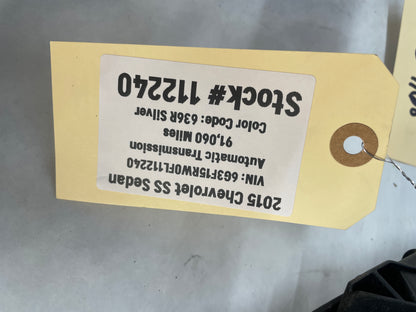 2015 Chevrolet SS Sedan
VIN: 6G3F15RW0FL112240
Automatic Transmission
91,060 Miles
Color Code: 636R Silver
Stock# 112240